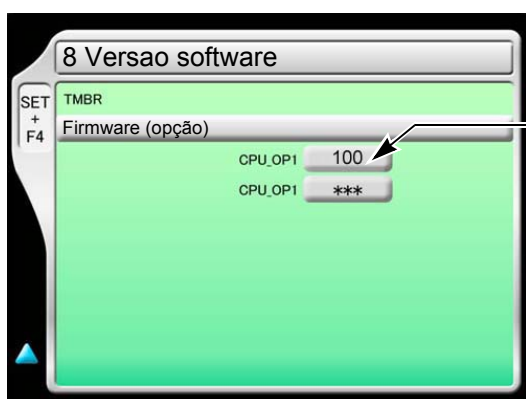 8 Versao software
SET
+
F4
TMBR
Firmware (opção)
CPU_OP1 100
CPU_OP1 ***